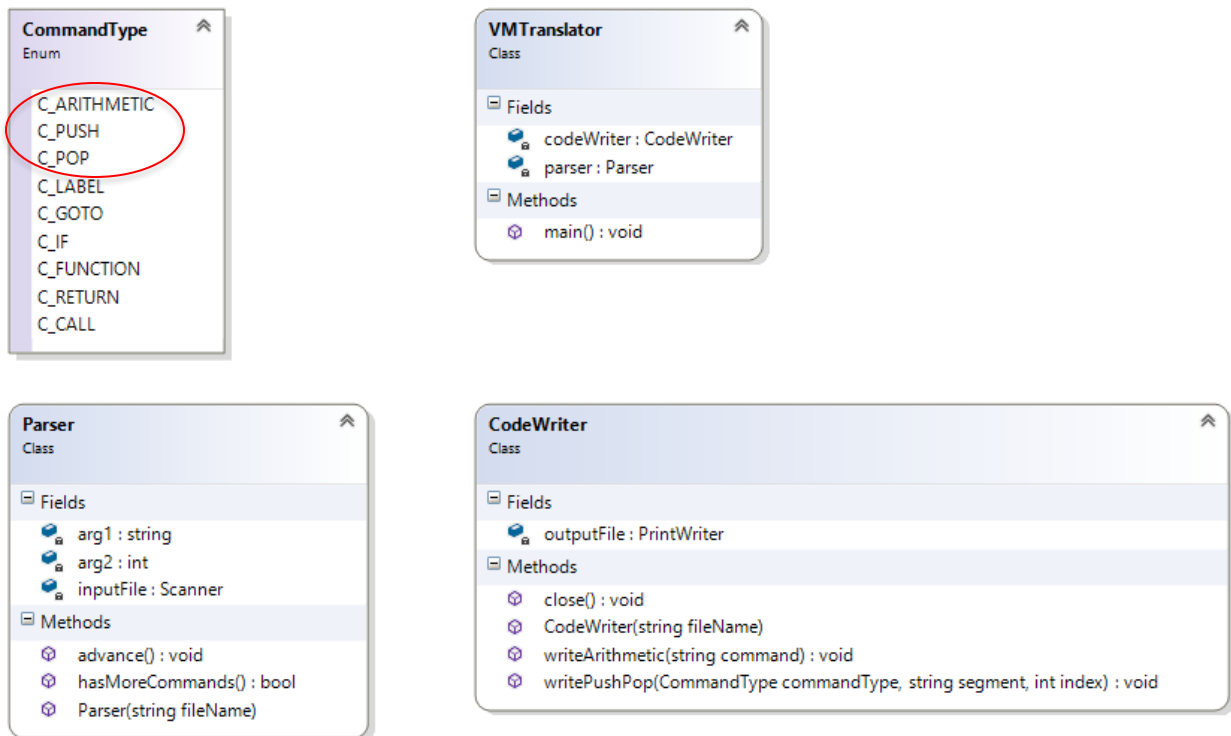 CommandType
Enum
C_ARITHMETIC
C_PUSH
C_POP
C_LABEL
C_GOTO
C_IF
C_FUNCTION
C_RETURN
C_CALL
VMTranslator
Class
Fields
codeWriter : CodeWriter
parser : Parser
Methods
main() : void
Parser
Class
Fields
arg1 : string
arg2 : int
inputFile : Scanner
Methods
advance() : void
hasMoreCommands() : bool
Parser(string fileName)
CodeWriter
Class
Fields
outputFile : PrintWriter
Methods
close() : void
CodeWriter(string fileName)
writeArithmetic(string command) : void
writePushPop(CommandType commandType, string segment, int index) : void